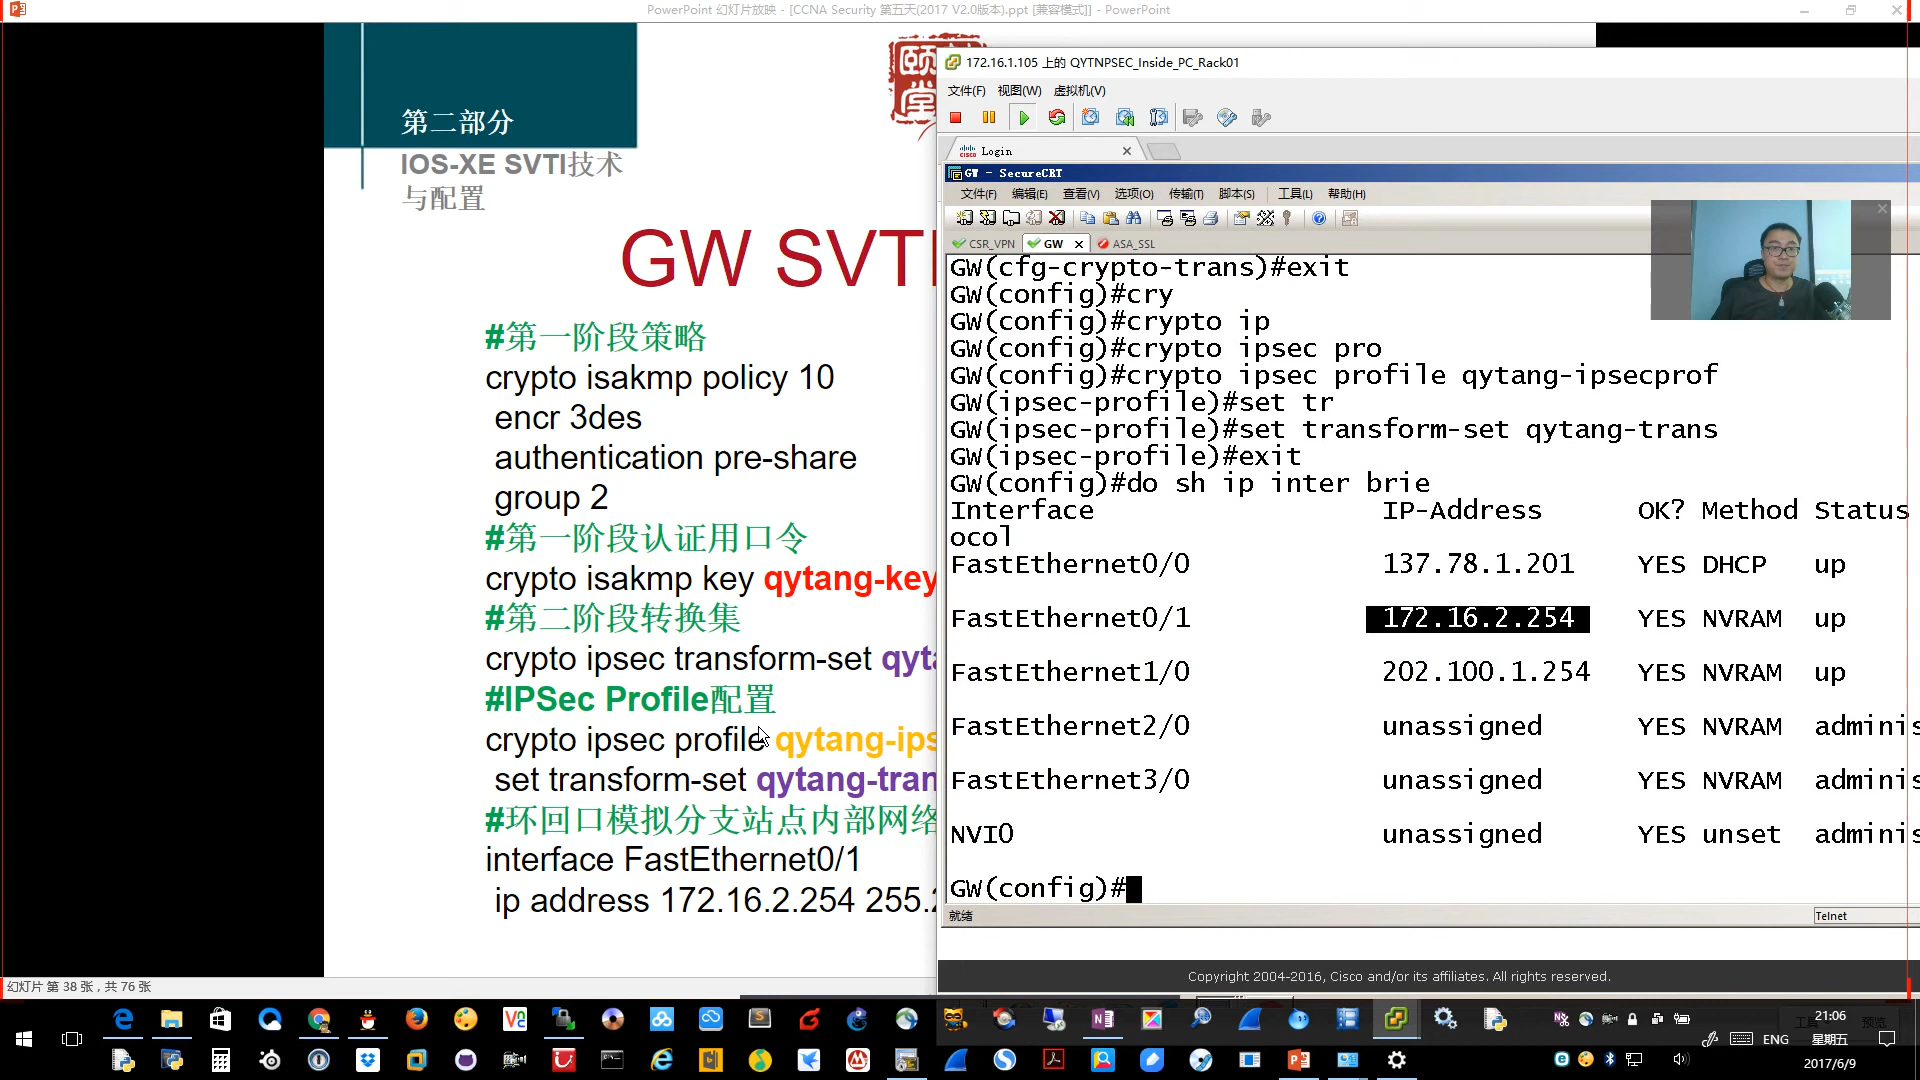 PowerPoint 幻灯片放映 - [CCNA Security 第五天(2017 V2.0版本).ppt [兼容模式]] - PowerPoint
第二部分
IOS-XE SVTI技术
与配置
GW SVTI
#第一阶段策略
crypto isakmp policy 10
encr 3des
authentication pre-share
group 2
#第一阶段认证用口令
crypto isakmp key qytang-key
#第二阶段转换集
crypto ipsec transform-set qyt
#IPSec Profile配置
crypto ipsec profile qytang-ips
set transform-set qytang-tran
#环回口模拟分支站点内部网络
interface FastEthernet0/1
ip address 172.16.2.254 255.
172.16.1.105 上的 QYTNPSEC_Inside_PC_Rack01
文件(F) 视图(V) 虚拟机(V)
Login
GW - SecureCRT
文件(F) 编辑(E) 查看(V) 选项(O) 传输(T) 脚本(S) 工具(L) 帮助(H)
CSR_VPN GW ASA_SSL
GW(cfg-crypto-trans)#exit
GW(config)#cry
GW(config)#crypto ip
GW(config)#crypto ipsec pro
GW(config)#crypto ipsec profile qytang-ipsecprof
GW(ipsec-profile)#set tr
GW(ipsec-profile)#set transform-set qytang-trans
GW(ipsec-profile)#exit
GW(config)#do sh ip inter brie
Interface IP-Address OK? Method Status
ocol
FastEthernet0/0 137.78.1.201 YES DHCP up
FastEthernet0/1 172.16.2.254 YES NVRAM up
FastEthernet1/0 202.100.1.254 YES NVRAM up
FastEthernet2/0 unassigned YES NVRAM adminis
FastEthernet3/0 unassigned YES NVRAM adminis
NVI0 unassigned YES unset adminis
GW(config)#
就绪 Telnet
Copyright 2004-2016, Cisco and/or its affiliates. All rights reserved.
幻灯片 第 38 张，共 76 张
21:06
ENG 星期五
2017/6/9